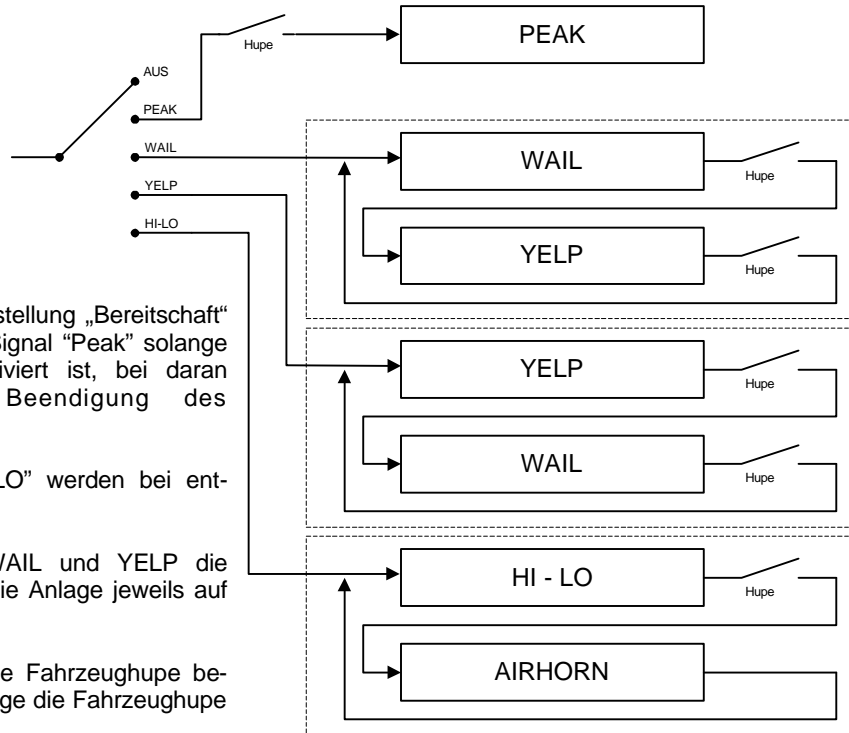 PEAK
Hupe
AUS
PEAK
WAIL
YELP
HI-LO
WAIL
Hupe
YELP
Hupe
YELP
Hupe
WAIL
Hupe
HI - LO
Hupe
AIRHORN
stellung „Bereitschaft“
Signal “Peak” solange
iviert ist, bei daran
Beendigung des
LO” werden bei ent-
WAIL und YELP die
ie Anlage jeweils auf
e Fahrzeughupe be-
ge die Fahrzeughupe